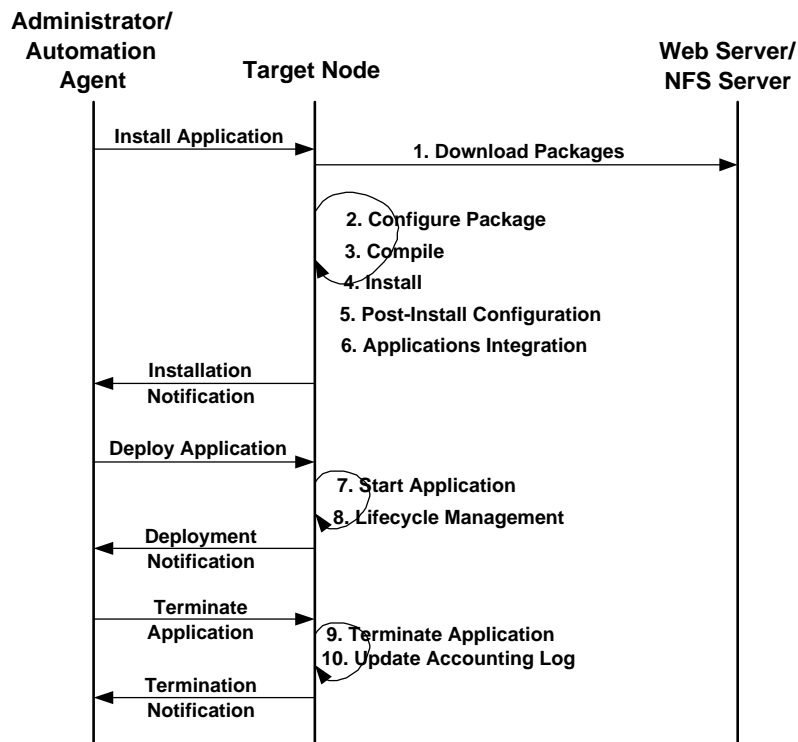 Administrator/
Automation
Agent
Target Node
Web Server/
NFS Server
Install Application
1. Download Packages
2. Configure Package
3. Compile
4. Install
5. Post-Install Configuration
6. Applications Integration
Installation
Notification
Deploy Application
7. Start Application
8. Lifecycle Management
Deployment
Notification
Terminate
Application
9. Terminate Application
10. Update Accounting Log
Termination
Notification